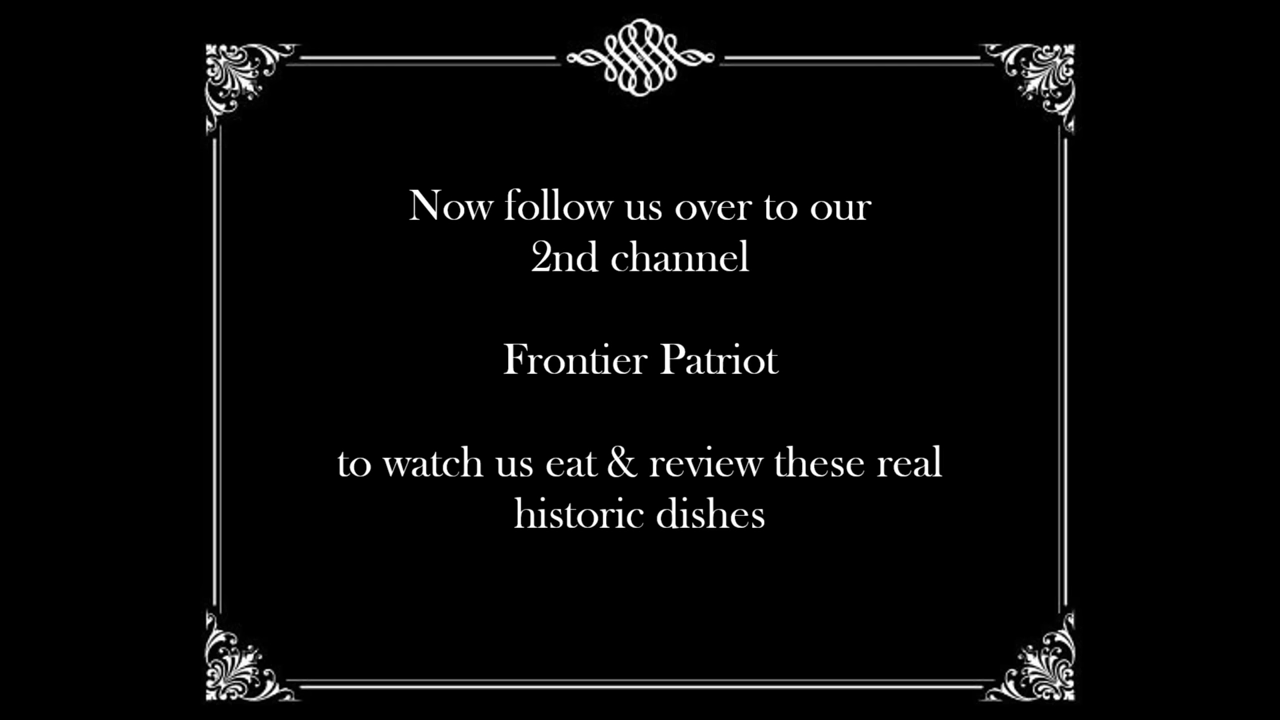 Now follow us over to our
2nd channel
Frontier Patriot
to watch us eat & review these real
historic dishes